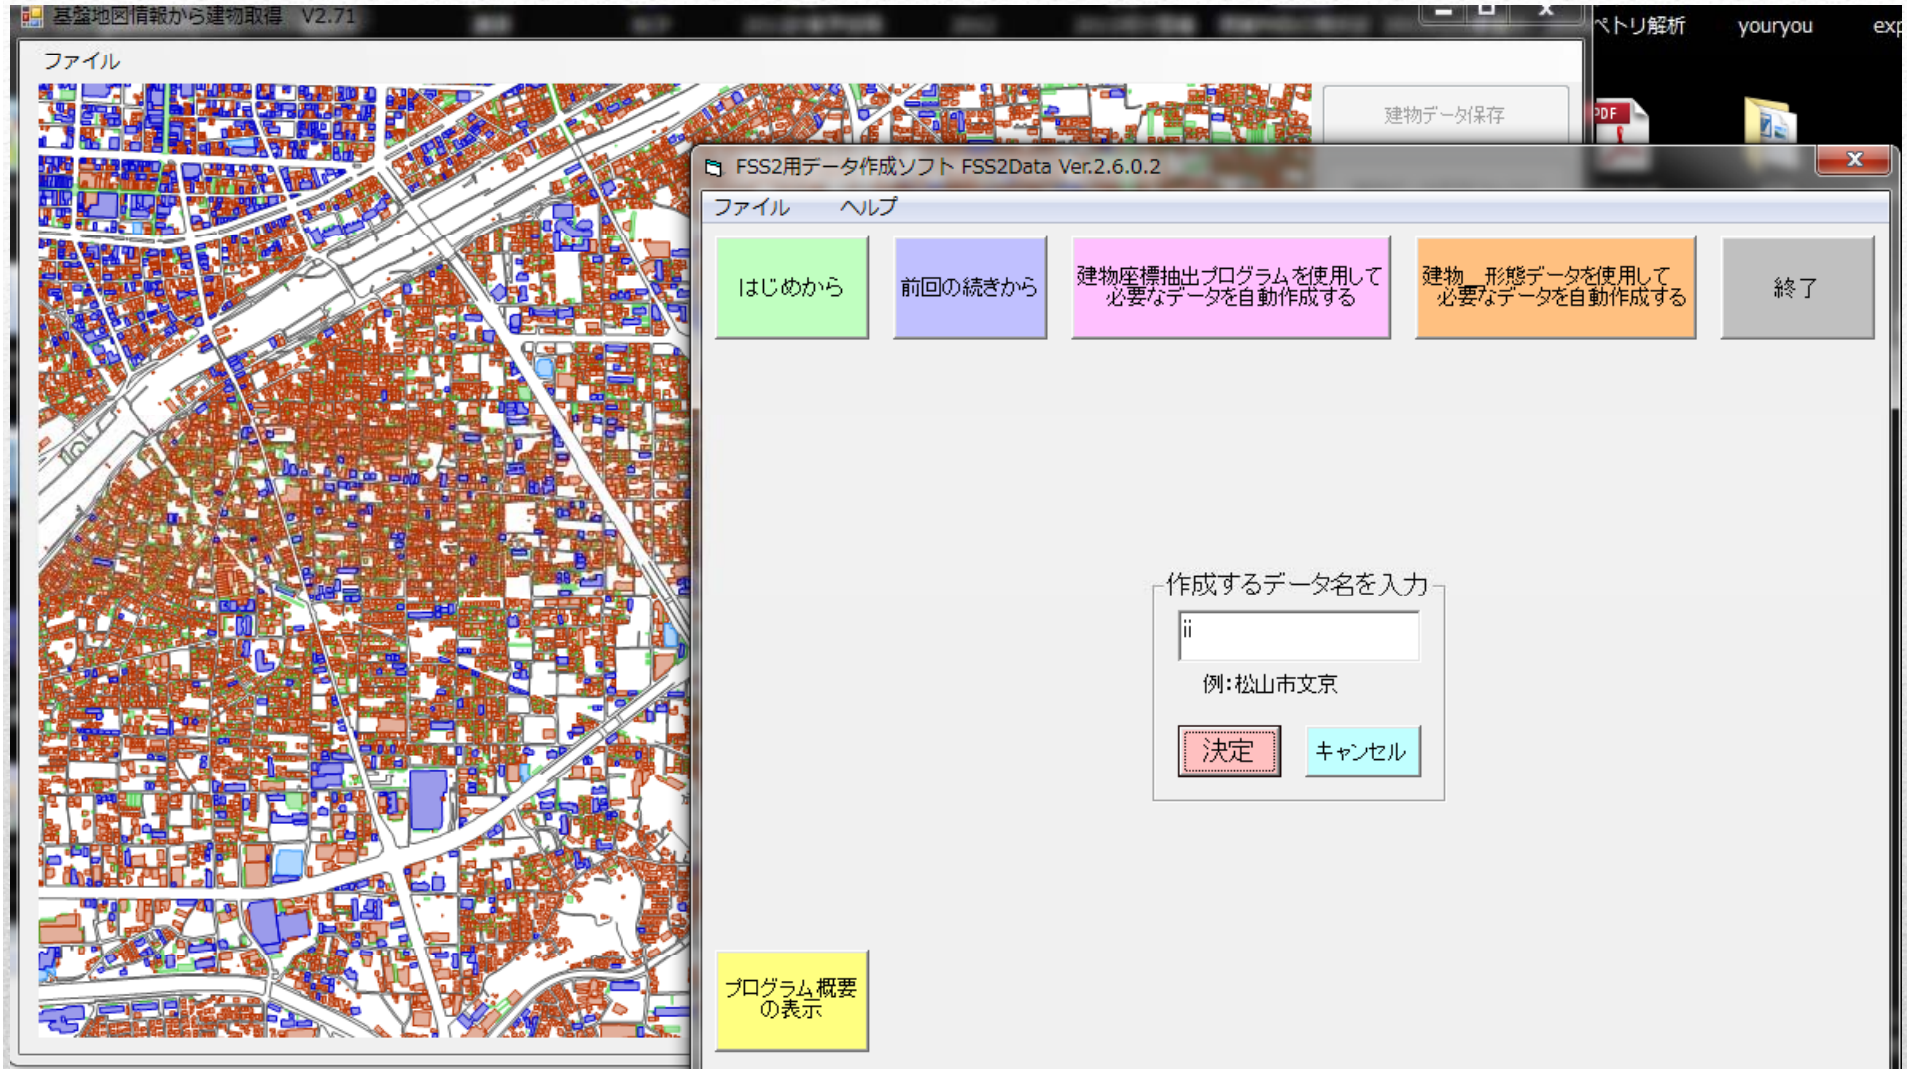 基盤地図情報から建物取得 V2.71
ファイル
建物データ保存
ペトリ解析
youryou
PDF
FSS2用データ作成ソフト FSS2Data Ver.2.6.0.2
ファイル ヘルプ
はじめから
前回の続きから
建物座標抽出プログラムを使用して
必要なデータを自動作成する
建物__形態データを使用して
必要なデータを自動作成する
終了
作成するデータ名を入力
ii
例:松山市文京
決定
キャンセル
プログラム概要
の表示